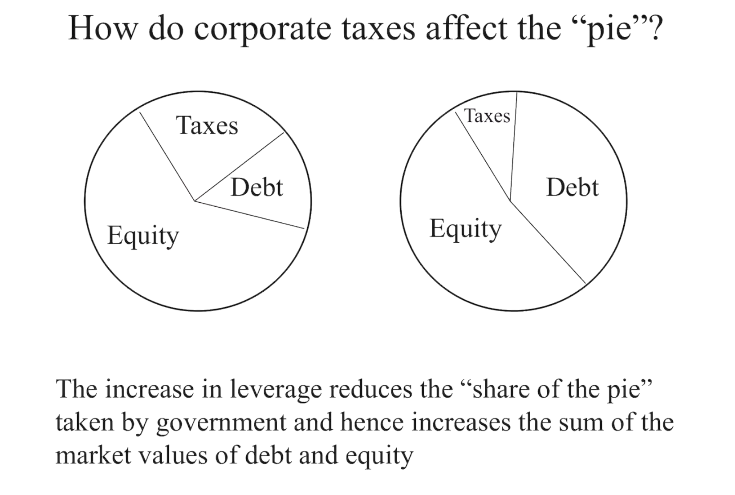 How do corporate taxes affect the “pie”?
Taxes
Debt
Equity
Taxes
Debt
Equity
The increase in leverage reduces the “share of the pie”
taken by government and hence increases the sum of the
market values of debt and equity